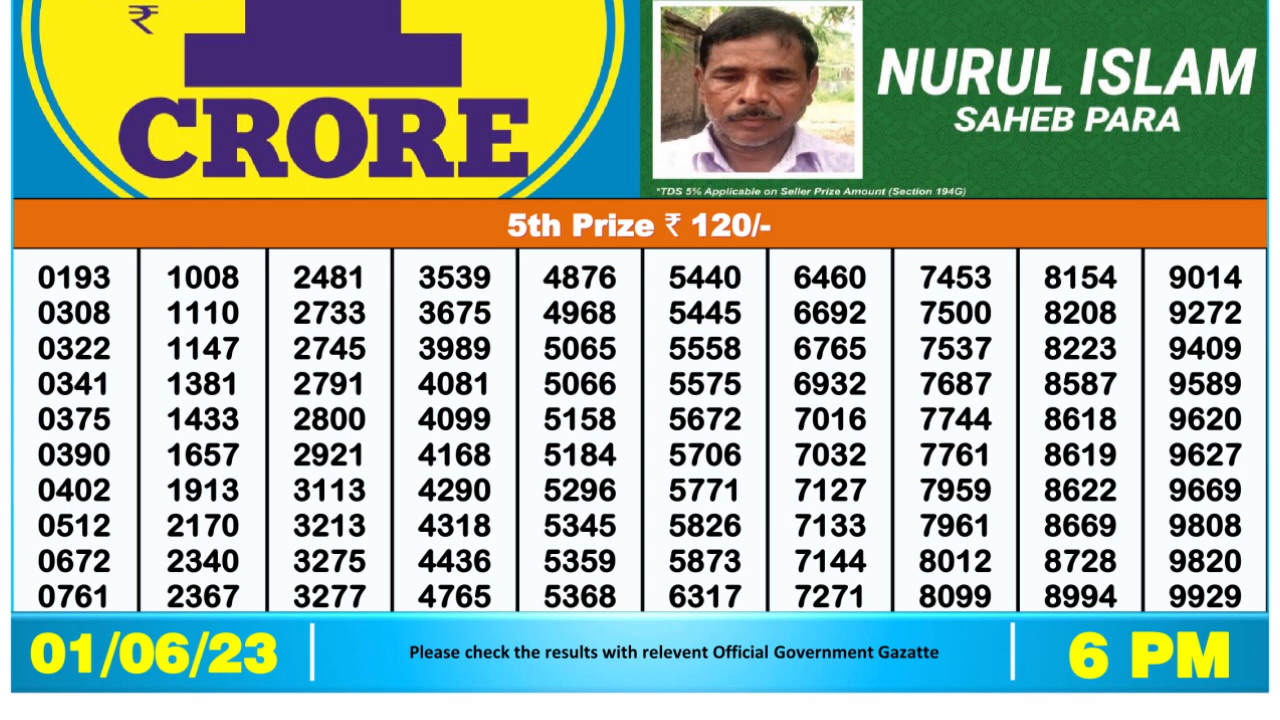 ₹
1
CRORE
NURUL ISLAM
SAHEB PARA
*TDS 5% Applicable on Seller Prize Amount (Section 194G)
5th Prize ₹ 120/-
0193 1008 2481 3539 4876 5440 6460 7453 8154 9014
0308 1110 2733 3675 4968 5445 6692 7500 8208 9272
0322 1147 2745 3989 5065 5558 6765 7537 8223 9409
0341 1381 2791 4081 5066 5575 6932 7687 8587 9589
0375 1433 2800 4099 5158 5672 7016 7744 8618 9620
0390 1657 2921 4168 5184 5706 7032 7761 8619 9627
0402 1913 3113 4290 5296 5771 7127 7959 8622 9669
0512 2170 3213 4318 5345 5826 7133 7961 8669 9808
0672 2340 3275 4436 5359 5873 7144 8012 8728 9820
0761 2367 3277 4765 5368 6317 7271 8099 8994 9929
01/06/23
Please check the results with relevent Official Government Gazatte
6 PM